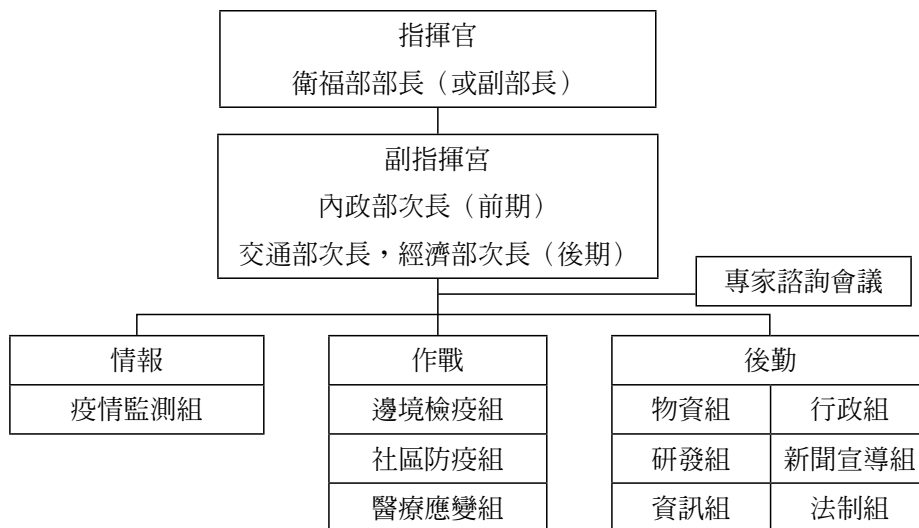 指揮官
衛福部部長（或副部長）
副指揮宮
內政部次長（前期）
交通部次長，經濟部次長（後期）
專家諮詢會議
情報
疫情監測組
作戰
邊境檢疫組
社區防疫組
醫療應變組
後勤
物資組 行政組
研發組 新聞宣導組
資訊組 法制組